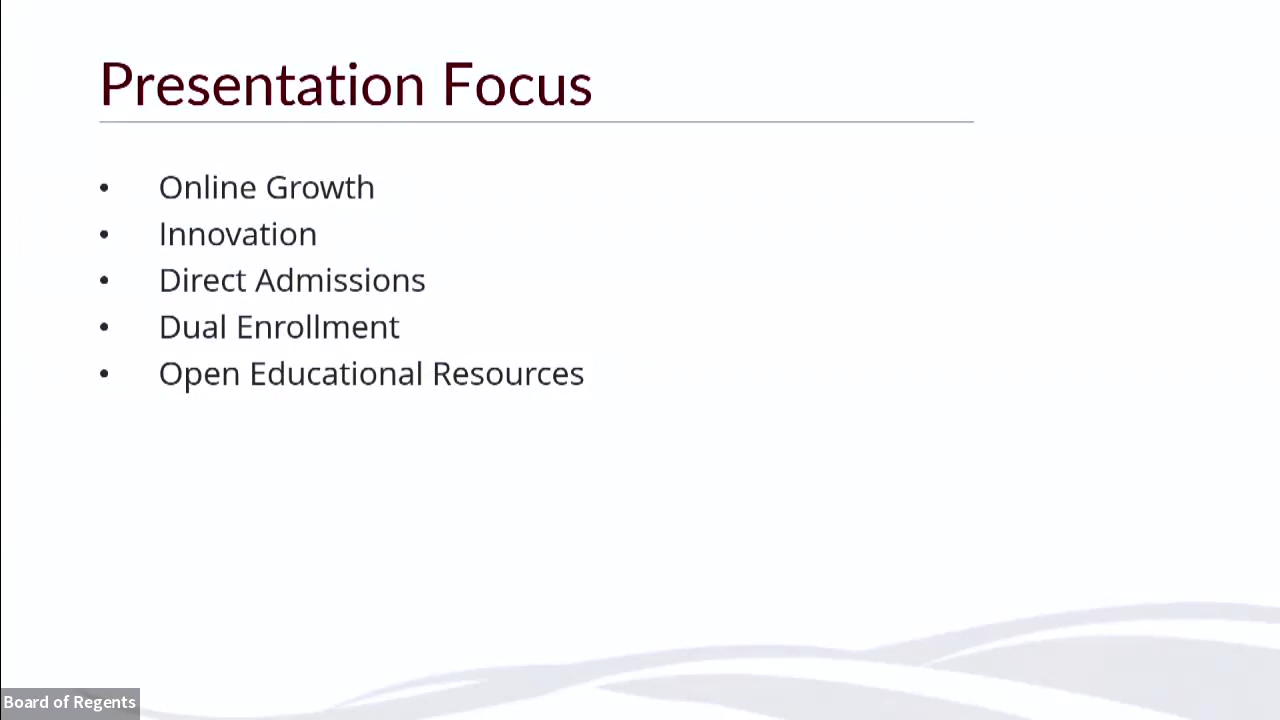 Presentation Focus
• Online Growth
• Innovation
• Direct Admissions
• Dual Enrollment
• Open Educational Resources
Board of Regents